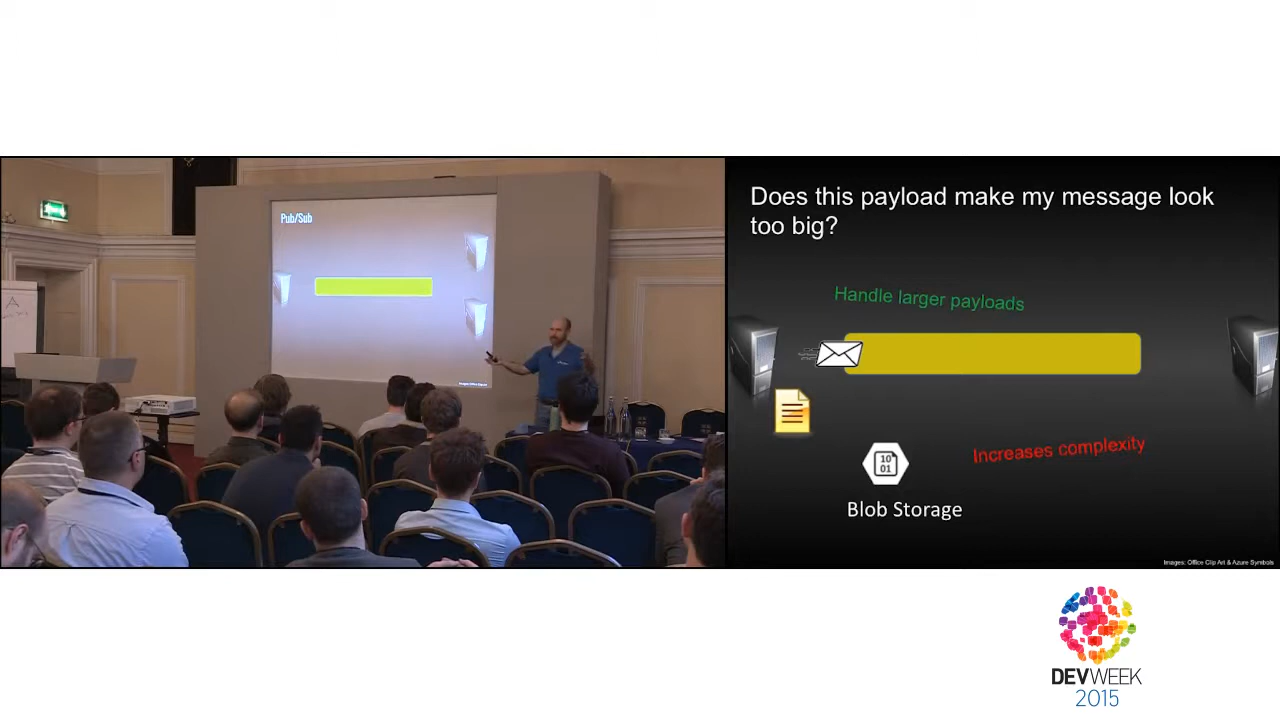 Pub/Sub
Does this payload make my message look
too big?
Handle larger payloads
10
01
Increases complexity
Blob Storage
Images: Office Clip Art & Azure Symbols
DEVWEEK
2015